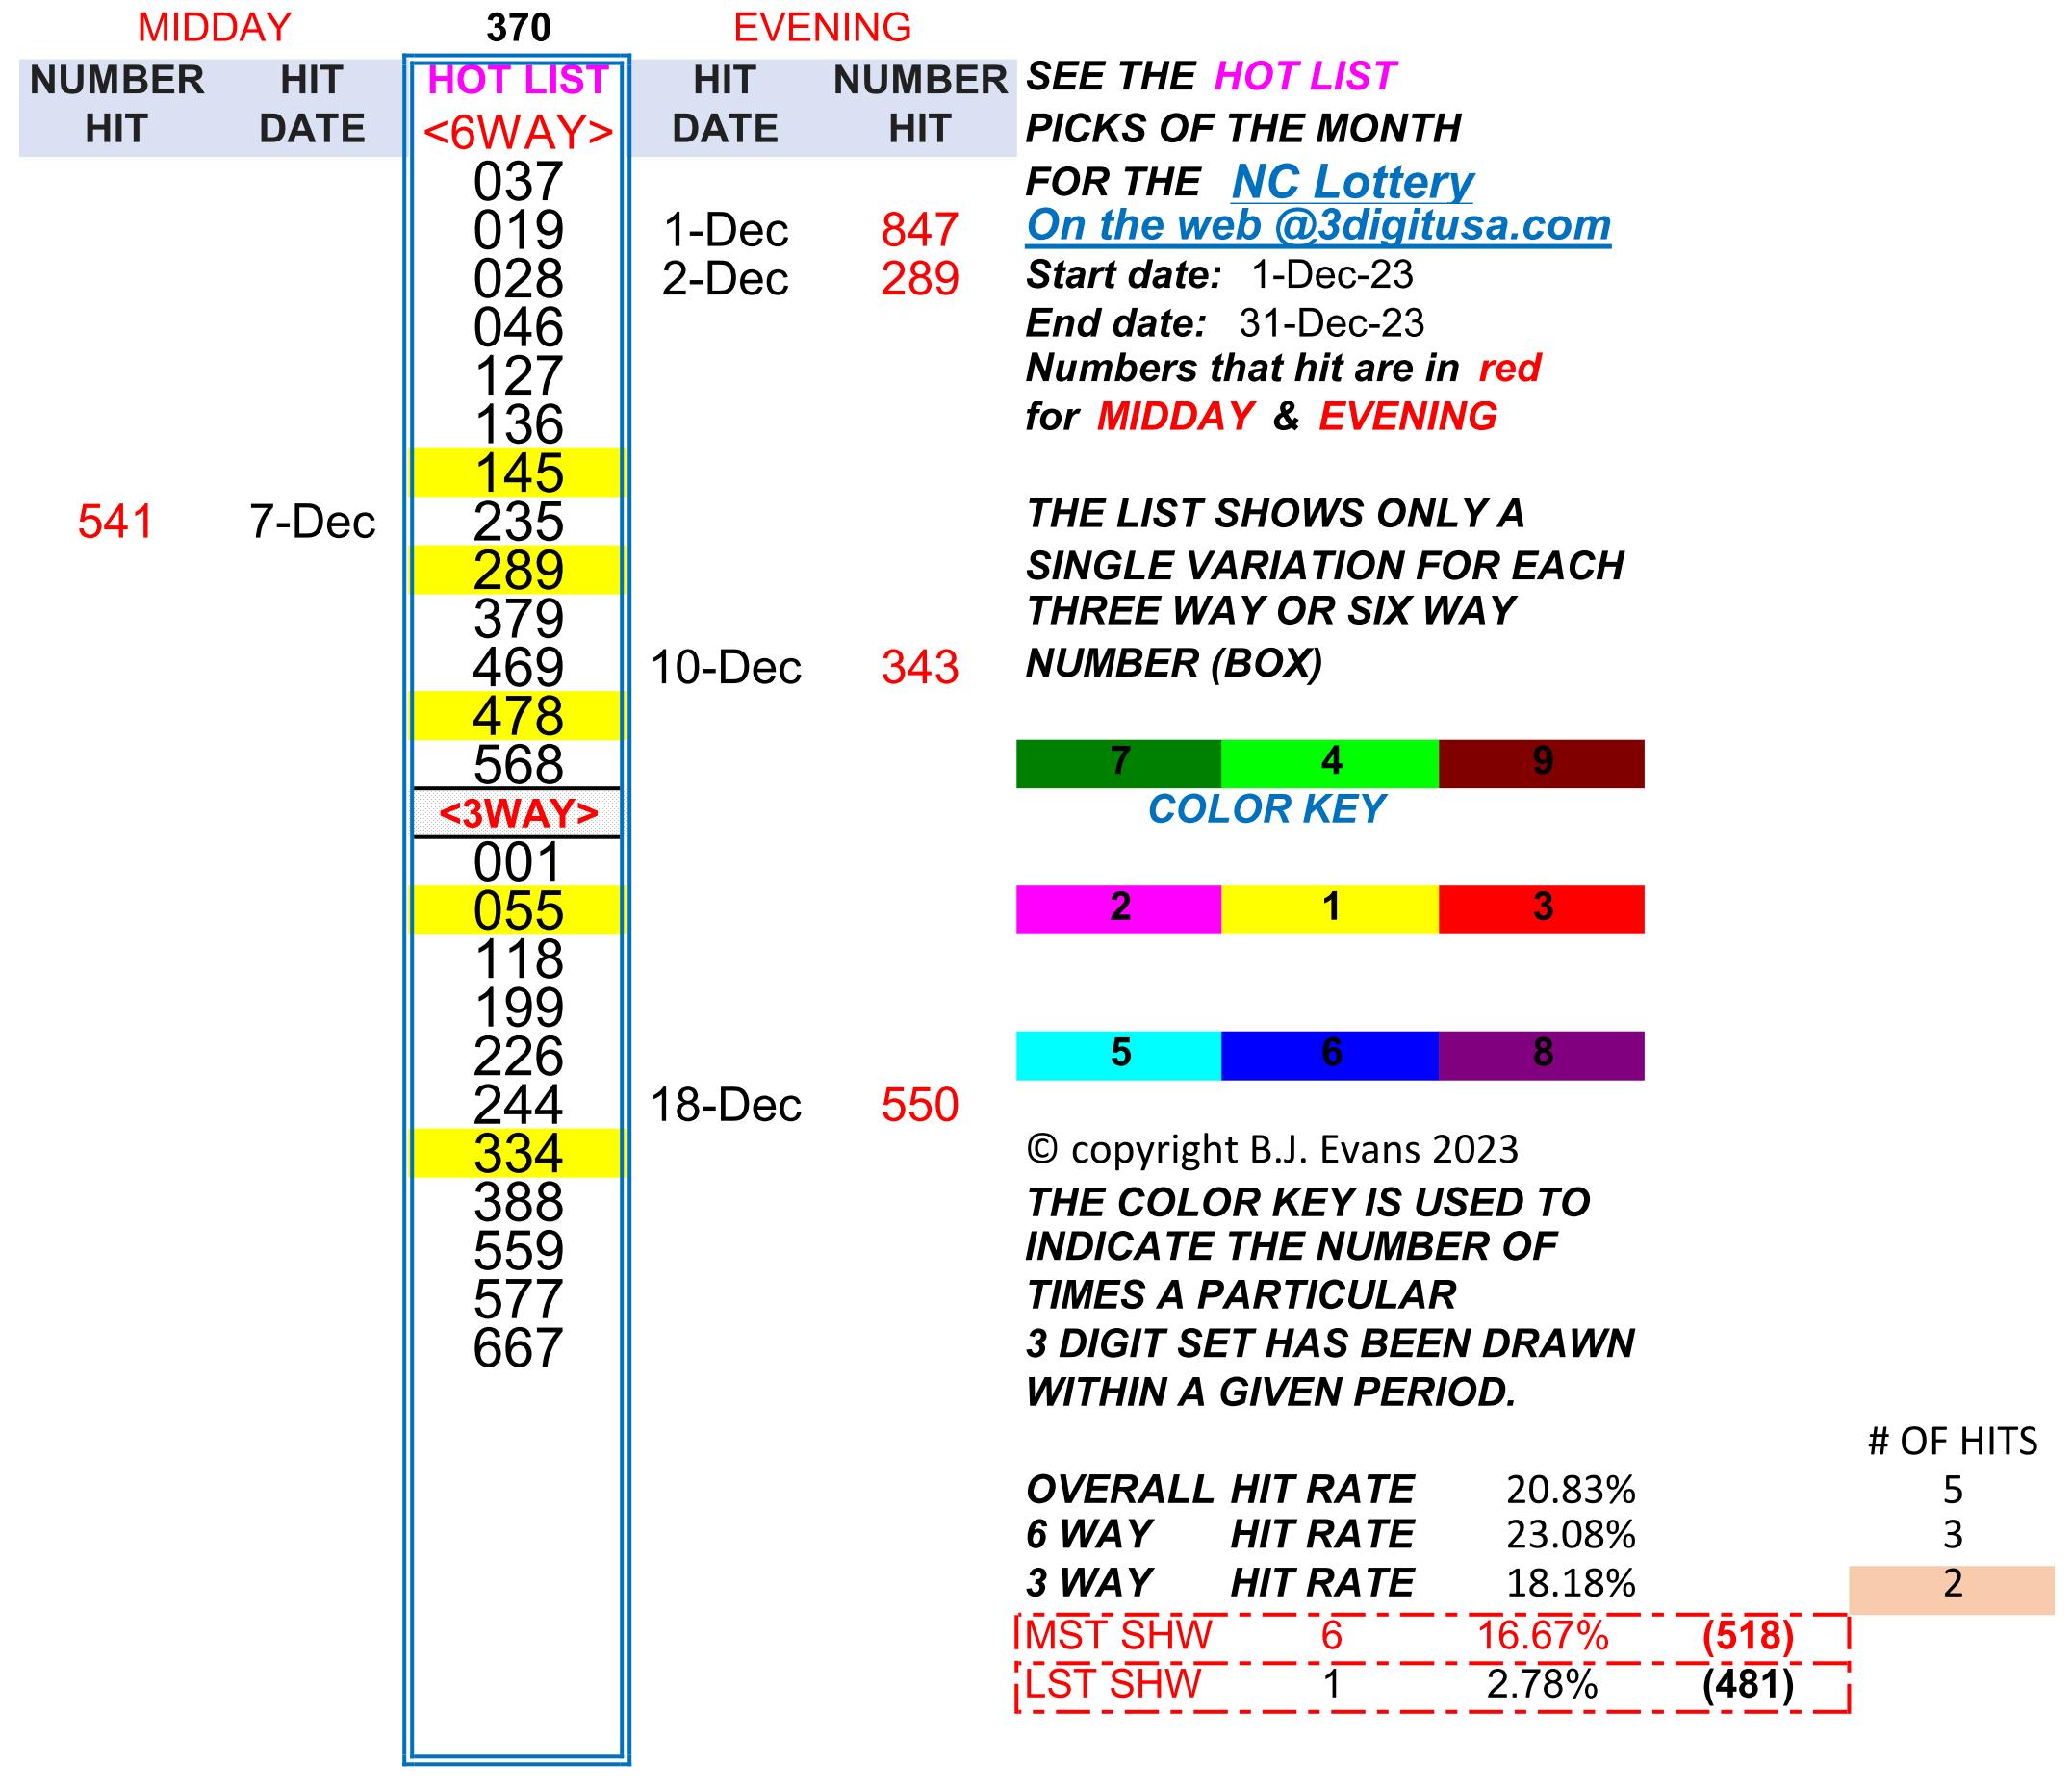 MIDDAY 370 EVENING
NUMBER HIT HOT LIST HIT NUMBER SEE THE HOT LIST
HIT DATE <6WAY> DATE HIT PICKS OF THE MONTH
037 FOR THE NC Lottery
019 1-Dec 847 On the web @3digitusa.com
028 2-Dec 289 Start date: 1-Dec-23
046 End date: 31-Dec-23
127 Numbers that hit are in red
136 for MIDDAY & EVENING
145
541 7-Dec 235 THE LIST SHOWS ONLY A
289 SINGLE VARIATION FOR EACH
379 THREE WAY OR SIX WAY
469 10-Dec 343 NUMBER (BOX)
478
568 7 4 9
<3WAY> COLOR KEY
001
055 2 1 3
118
199
226 5 6 8
244 18-Dec 550
334 © copyright B.J. Evans 2023
388 THE COLOR KEY IS USED TO
559 INDICATE THE NUMBER OF
577 TIMES A PARTICULAR
667 3 DIGIT SET HAS BEEN DRAWN
WITHIN A GIVEN PERIOD.
# OF HITS
OVERALL HIT RATE 20.83% 5
6 WAY HIT RATE 23.08% 3
3 WAY HIT RATE 18.18% 2
MST SHW 6 16.67% (518)
LST SHW 1 2.78% (481)